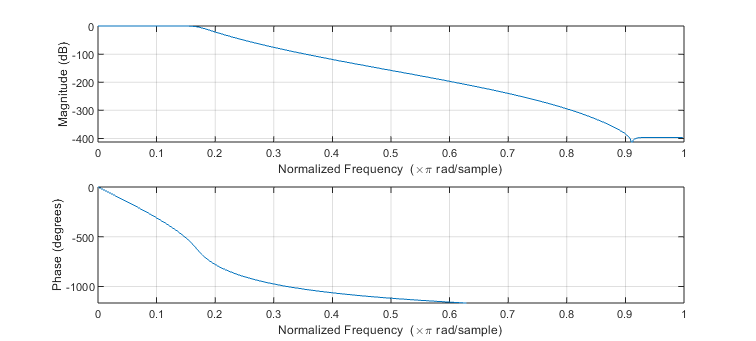 0
-100
-200
-300
-400
Magnitude (dB)
0 0.1 0.2 0.3 0.4 0.5 0.6 0.7 0.8 0.9 1
Normalized Frequency (×π rad/sample)
0
-500
-1000
Phase (degrees)
0 0.1 0.2 0.3 0.4 0.5 0.6 0.7 0.8 0.9 1
Normalized Frequency (×π rad/sample)